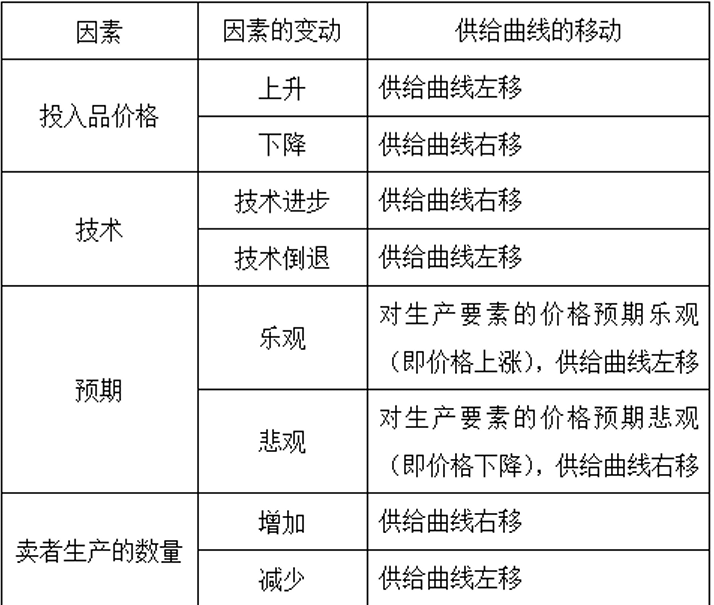 因素 因素的变动 供给曲线的移动
投入品价格 上升 供给曲线左移
下降 供给曲线右移
技术 技术进步 供给曲线右移
技术倒退 供给曲线左移
预期 乐观 对生产要素的价格预期乐观
（即价格上涨），供给曲线左移
悲观 对生产要素的价格预期悲观
（即价格下降），供给曲线右移
卖者生产的数量 增加 供给曲线右移
减少 供给曲线左移